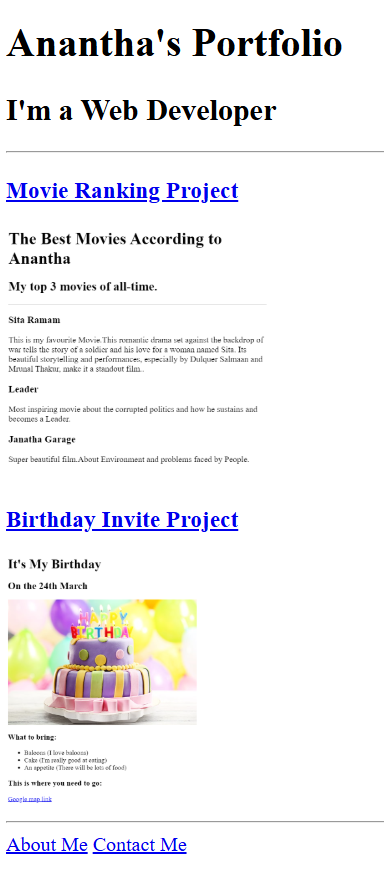 Anantha's Portfolio
I'm a Web Developer
Movie Ranking Project
The Best Movies According to
Anantha
My top 3 movies of all-time.
Sita Ramam
This is my favourite Movie.This romantic drama set against the backdrop of
war tells the story of a soldier and his love for a woman named Sita. Its
beautiful storytelling and performances, especially by Dulquer Salmaan and
Mrunal Thakur, make it a standout film..
Leader
Most inspiring movie about the corrupted politics and how he sustains and
becomes a Leader.
Janatha Garage
Super beautiful film.About Environment and problems faced by People.
Birthday Invite Project
It's My Birthday
On the 24th March
HAPPY
BIRTHDAY
What to bring:
Baloons (I love baloons)
Cake (I'm really good at eating)
An appetite (There will be lots of food)
This is where you need to go:
Google map link
About Me Contact Me